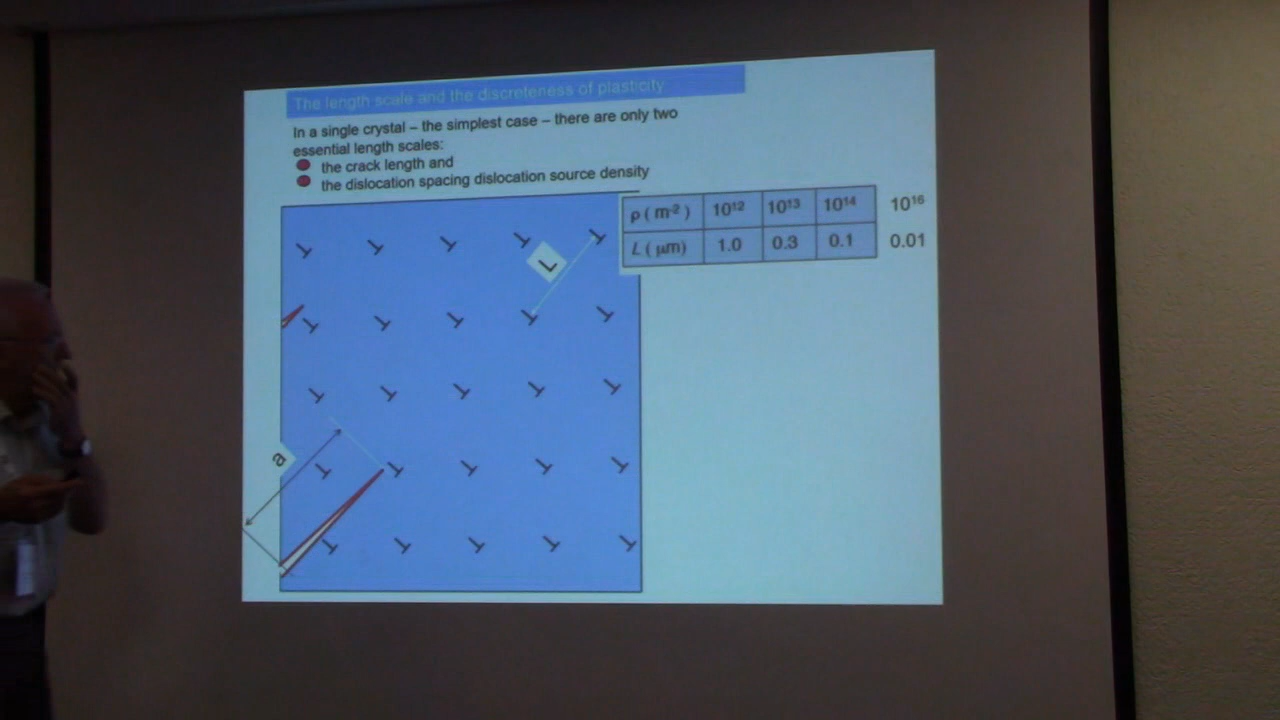 The length scale and the discreteness of plasticity
In a single crystal – the simplest case – there are only two
essential length scales:
the crack length and
the dislocation spacing dislocation source density
ρ ( m⁻² ) 10¹² 10¹³ 10¹⁴ 10¹⁶
L ( μm) 1.0 0.3 0.1 0.01
L
a